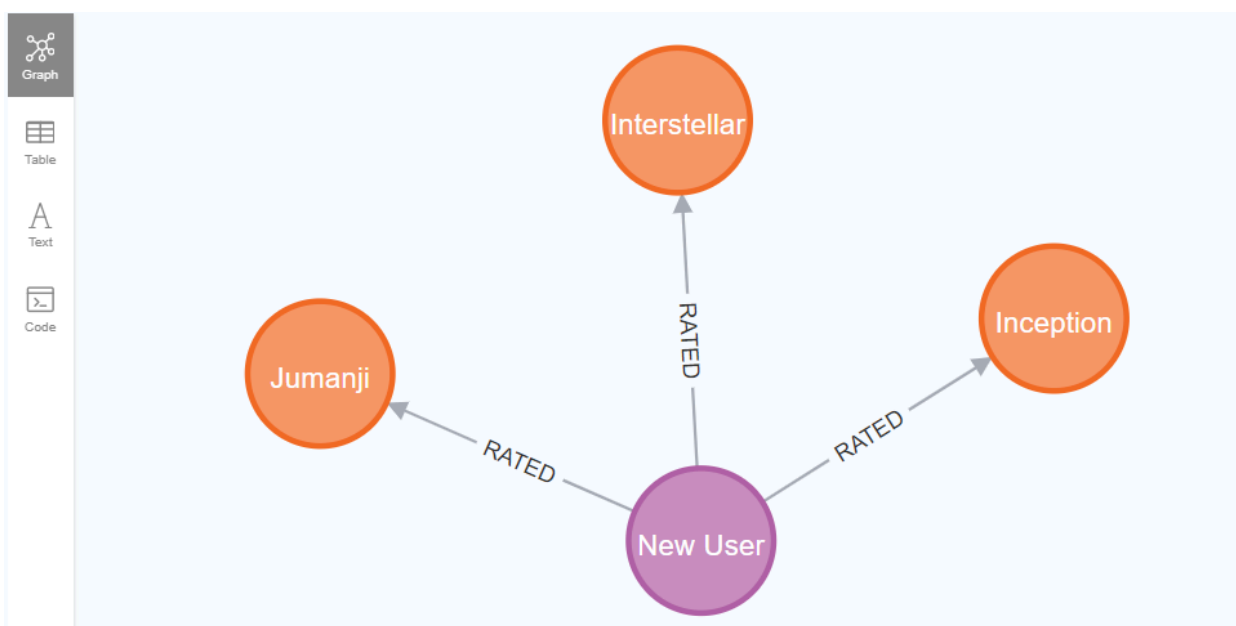 Graph
Table
Text
Code
Interstellar
RATED
Inception
Jumanji
RATED
RATED
New User